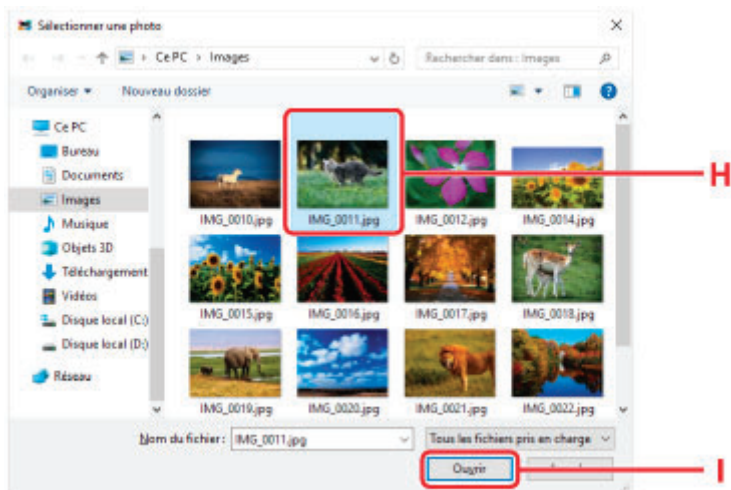 Sélectionner une photo
Ce PC > Images
Rechercher dans : Images
Organiser
Nouveau dossier
Ce PC
Bureau
Documents
Images
Musique
Objets 3D
Téléchargement
Vidéos
Disque local (C:)
Disque local (D:)
Réseau
IMG_0010.jpg
IMG_0011.jpg
IMG_0012.jpg
IMG_0014.jpg
IMG_0015.jpg
IMG_0016.jpg
IMG_0017.jpg
IMG_0018.jpg
IMG_0019.jpg
IMG_0020.jpg
IMG_0021.jpg
IMG_0022.jpg
H
Nom du fichier : IMG_0011.jpg
Tous les fichiers pris en charge
Ouvrir
I